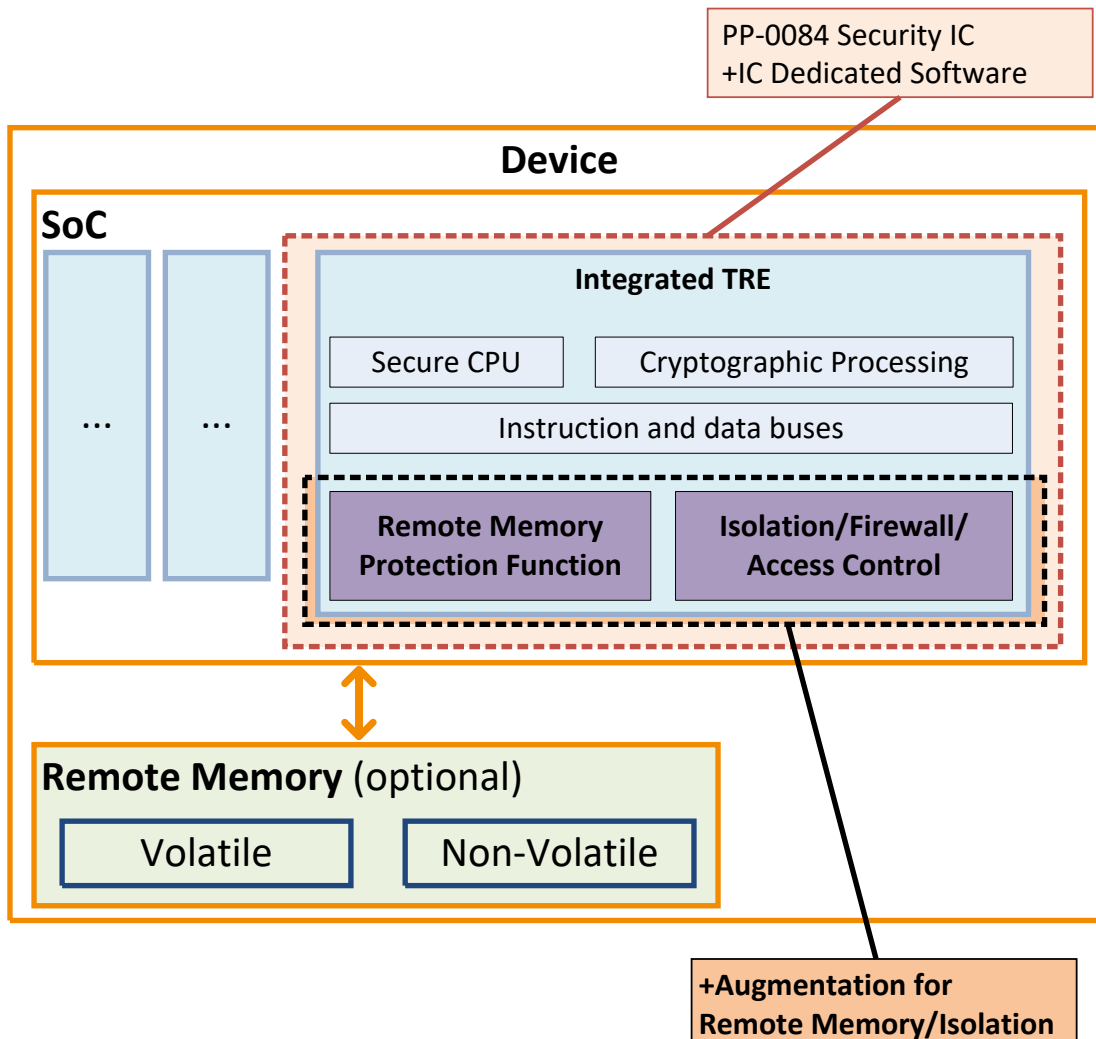 PP-0084 Security IC
+IC Dedicated Software
Device
SoC
...
...
Integrated TRE
Secure CPU
Cryptographic Processing
Instruction and data buses
Remote Memory
Protection Function
Isolation/Firewall/
Access Control
Remote Memory (optional)
Volatile
Non-Volatile
+Augmentation for
Remote Memory/Isolation